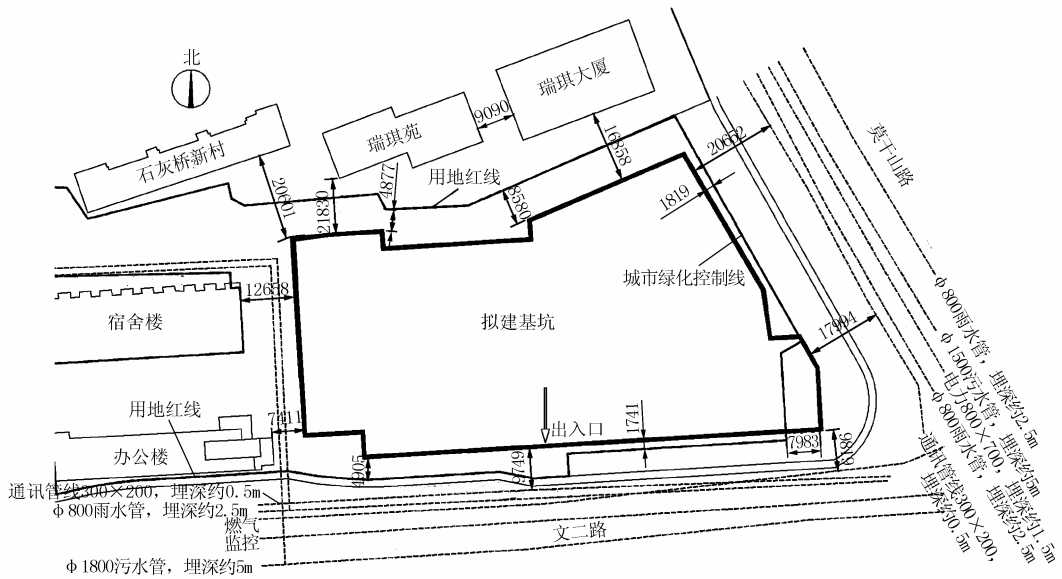 北
瑞琪大厦
瑞琪苑
9090
石灰桥新村
16858
20652
莫干山路
用地红线
4877
8580
1819
20601
21830
城市绿化控制线
12658
宿舍楼
拟建基坑
17994
φ800雨水管，埋深约2.5m
φ1500污水管，埋深约5m
电力800×700，埋深约1.5m
φ800雨水管，埋深约2.5m
通讯管线300×200，
埋深约0.5m
用地红线
7411
出入口
1741
办公楼
4905
9749
7983
6186
通讯管线300×200，埋深约0.5m
φ800雨水管，埋深约2.5m
燃气
监控
文二路
φ1800污水管，埋深约5m